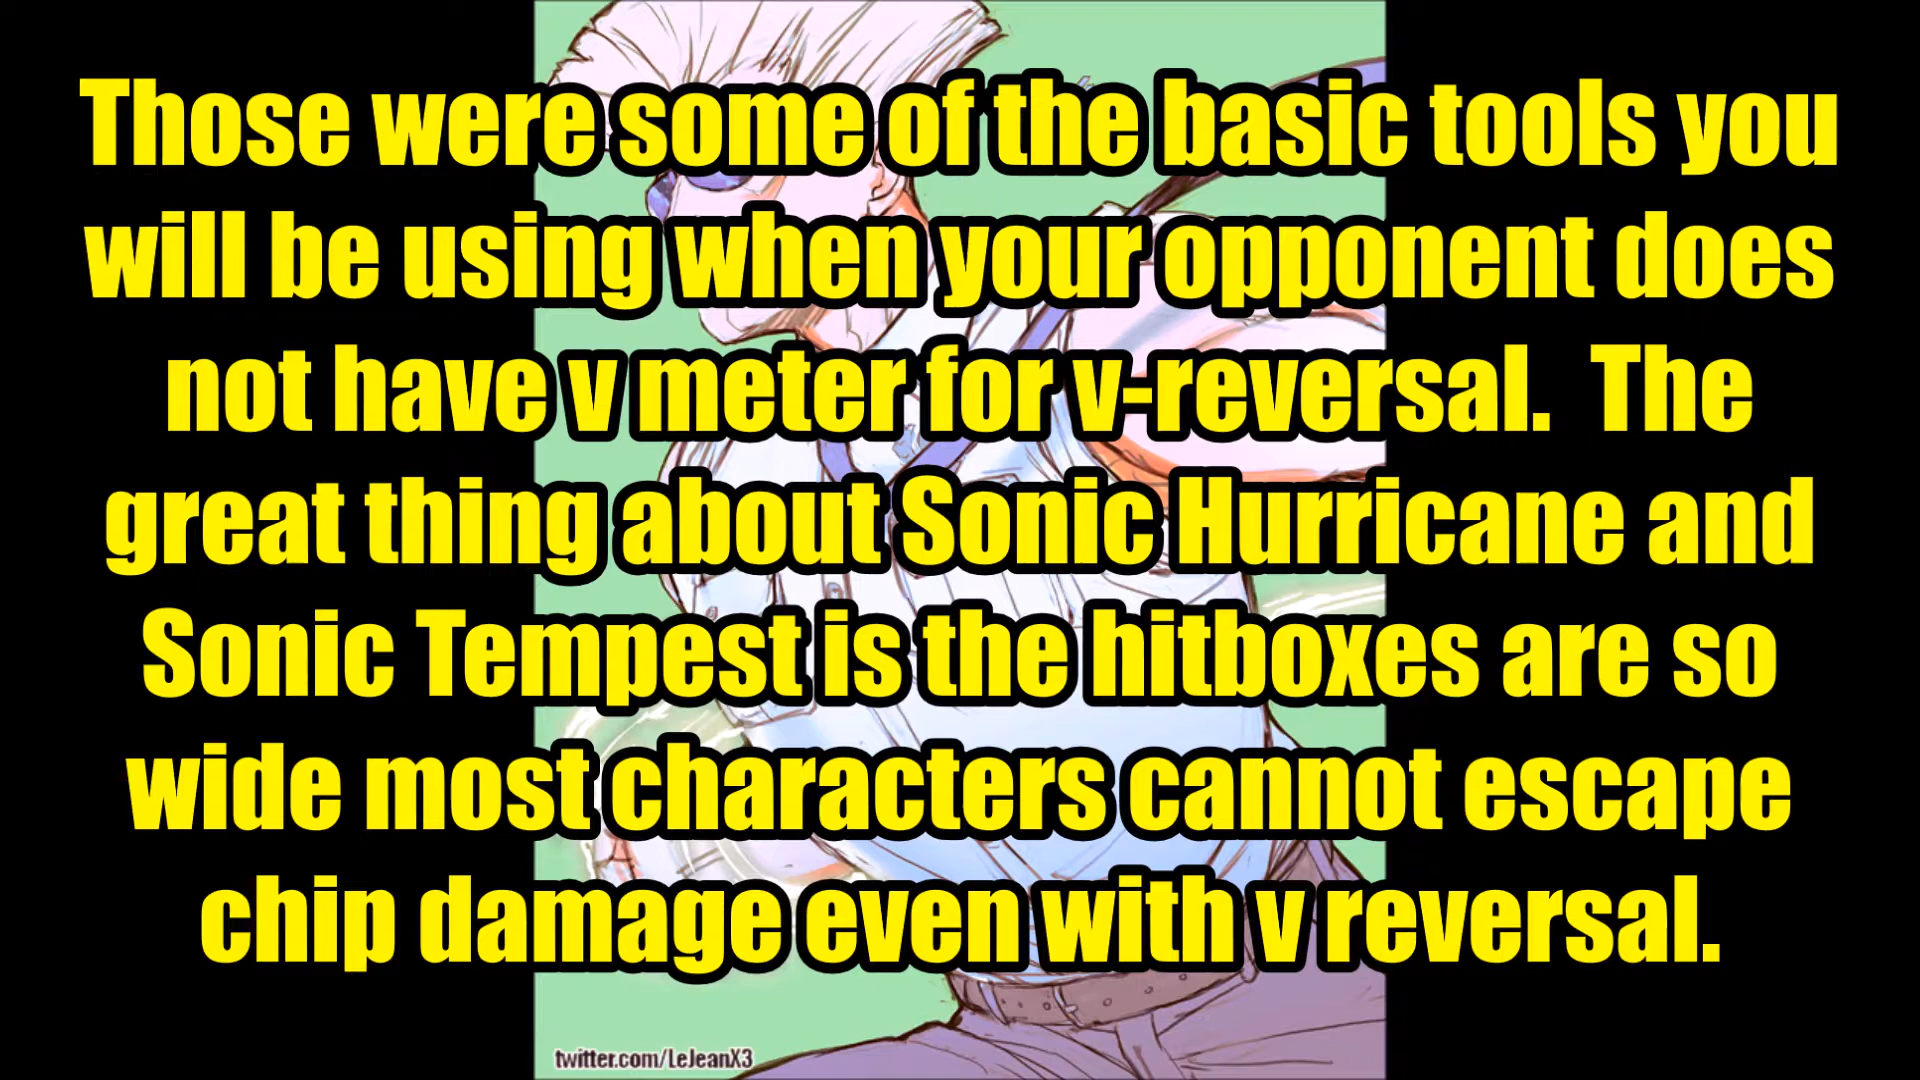 Those were some of the basic tools you
will be using when your opponent does
not have v meter for v-reversal.  The
great thing about Sonic Hurricane and
Sonic Tempest is the hitboxes are so
wide most characters cannot escape
chip damage even with v reversal.
twitter.com/LeJeanX3